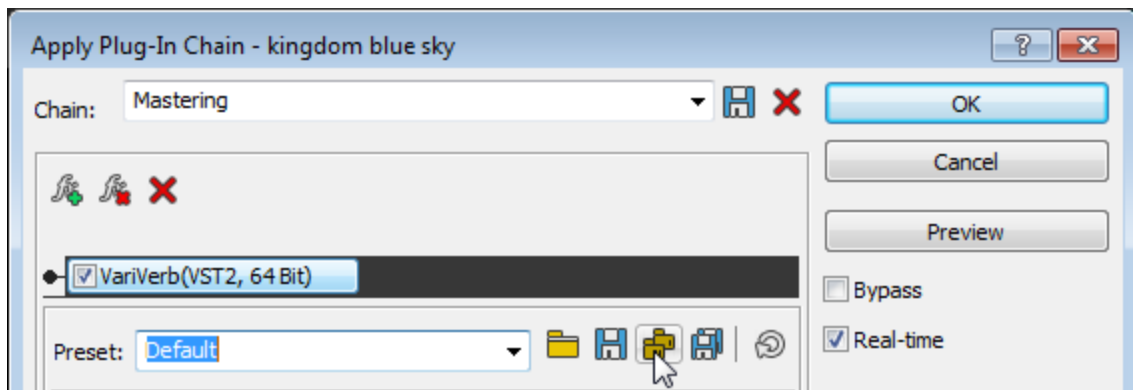 Apply Plug-In Chain - kingdom blue sky
Chain: Mastering
OK
Cancel
Preview
VariVerb(VST2, 64 Bit)
Bypass
Preset: Default
Real-time